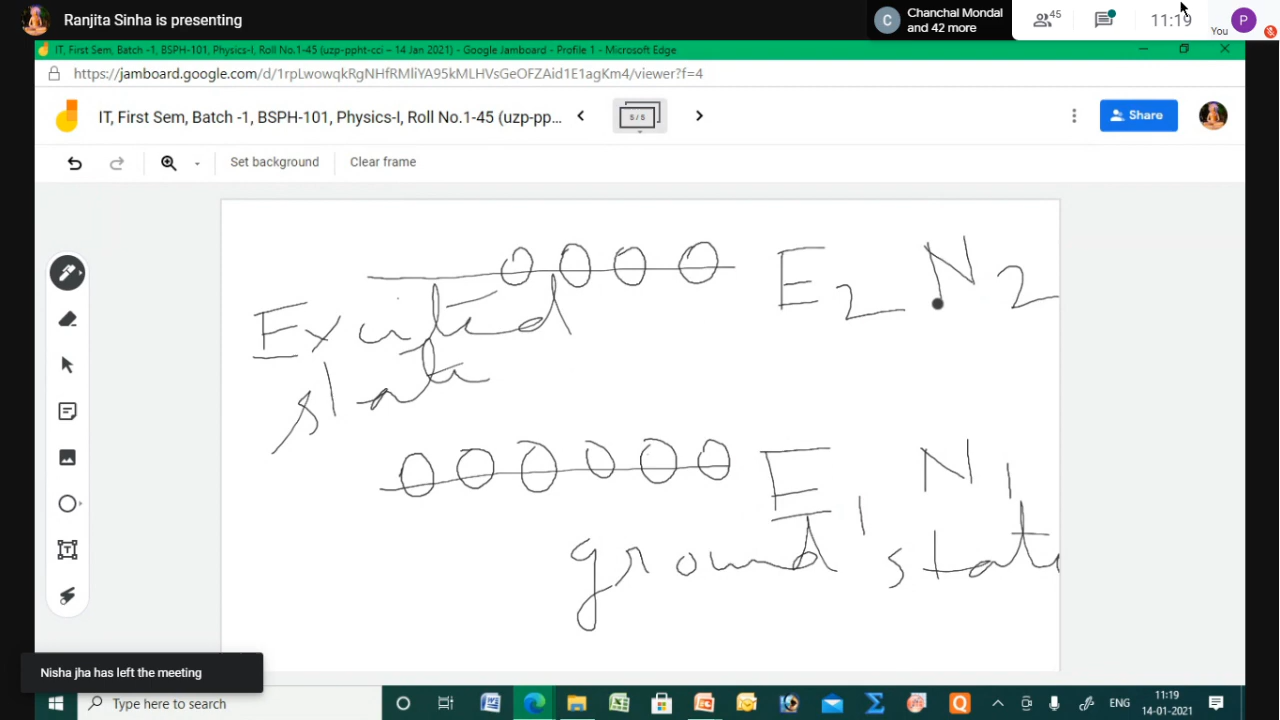 Ranjita Sinha is presenting
C
Chanchal Mondal
and 42 more
45
11:19
You
P
IT, First Sem, Batch -1, BSPH-101, Physics-I, Roll No.1-45 (uzp-ppht-cci – 14 Jan 2021) - Google Jamboard - Profile 1 - Microsoft Edge
https://jamboard.google.com/d/1rpLwowqkRgNHfRMliYA95kMLHVsGeOFZAid1E1agKm4/viewer?f=4
IT, First Sem, Batch -1, BSPH-101, Physics-I, Roll No.1-45 (uzp-pp...
5 / 5
Share
Set background
Clear frame
E2 N2
Exited
state
E1 N1
ground state
Nisha jha has left the meeting
Type here to search
ENG
11:19
14-01-2021